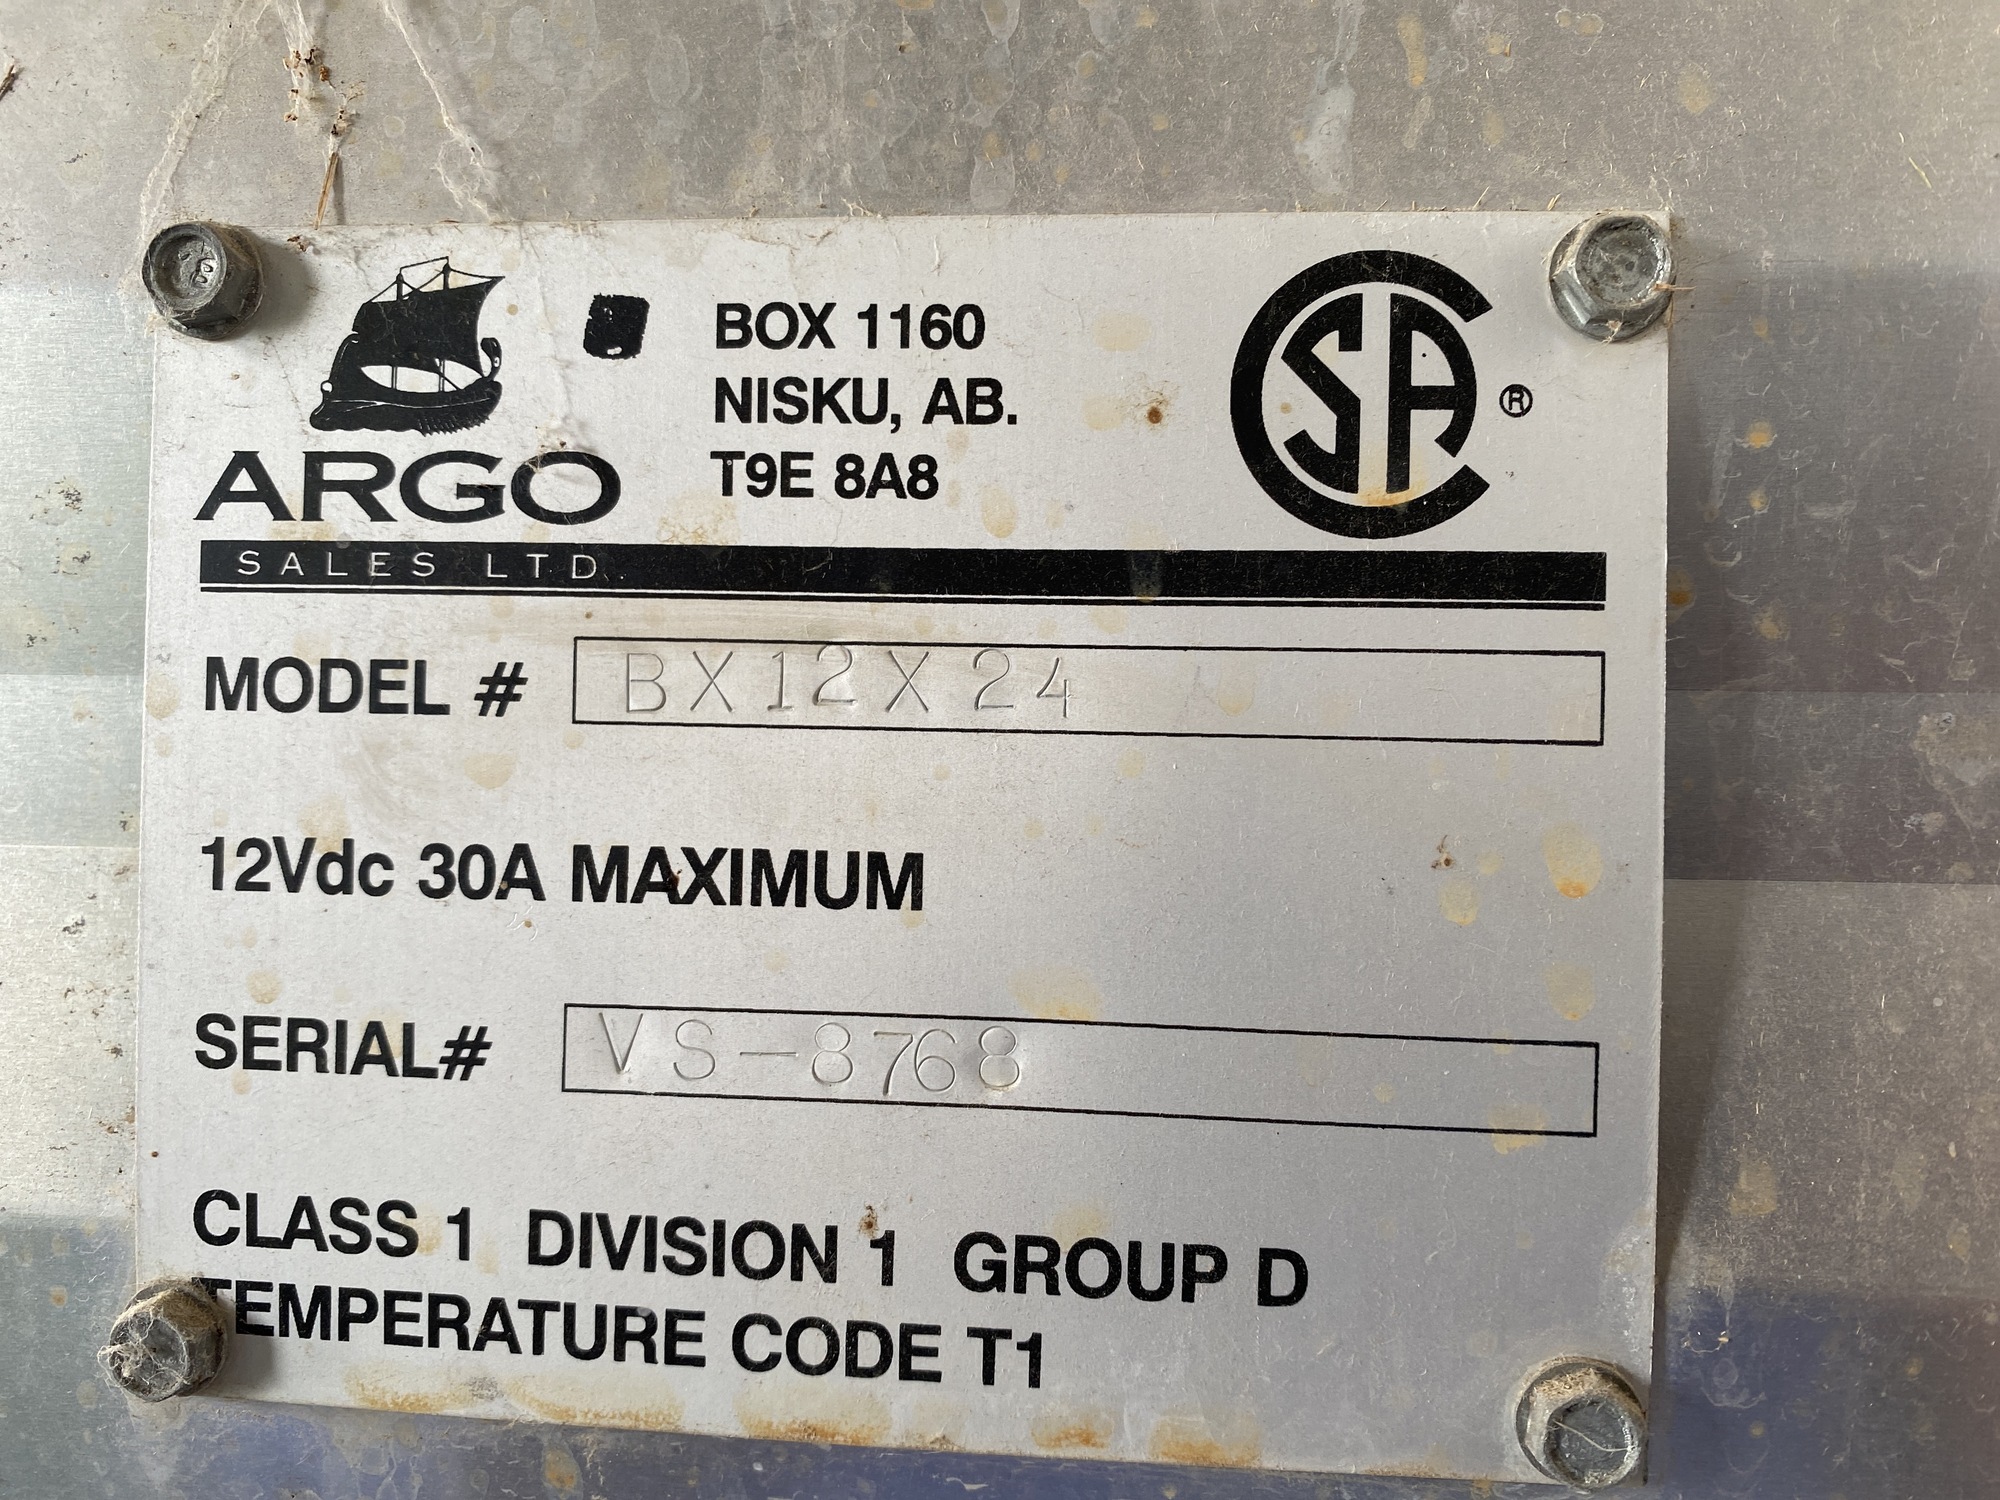 BOX 1160
NISKU, AB.
T9E 8A8
CSA ®
ARGO
SALES LTD
MODEL # BX12X24
12Vdc 30A MAXIMUM
SERIAL# VS-8768
CLASS 1 DIVISION 1 GROUP D
TEMPERATURE CODE T1